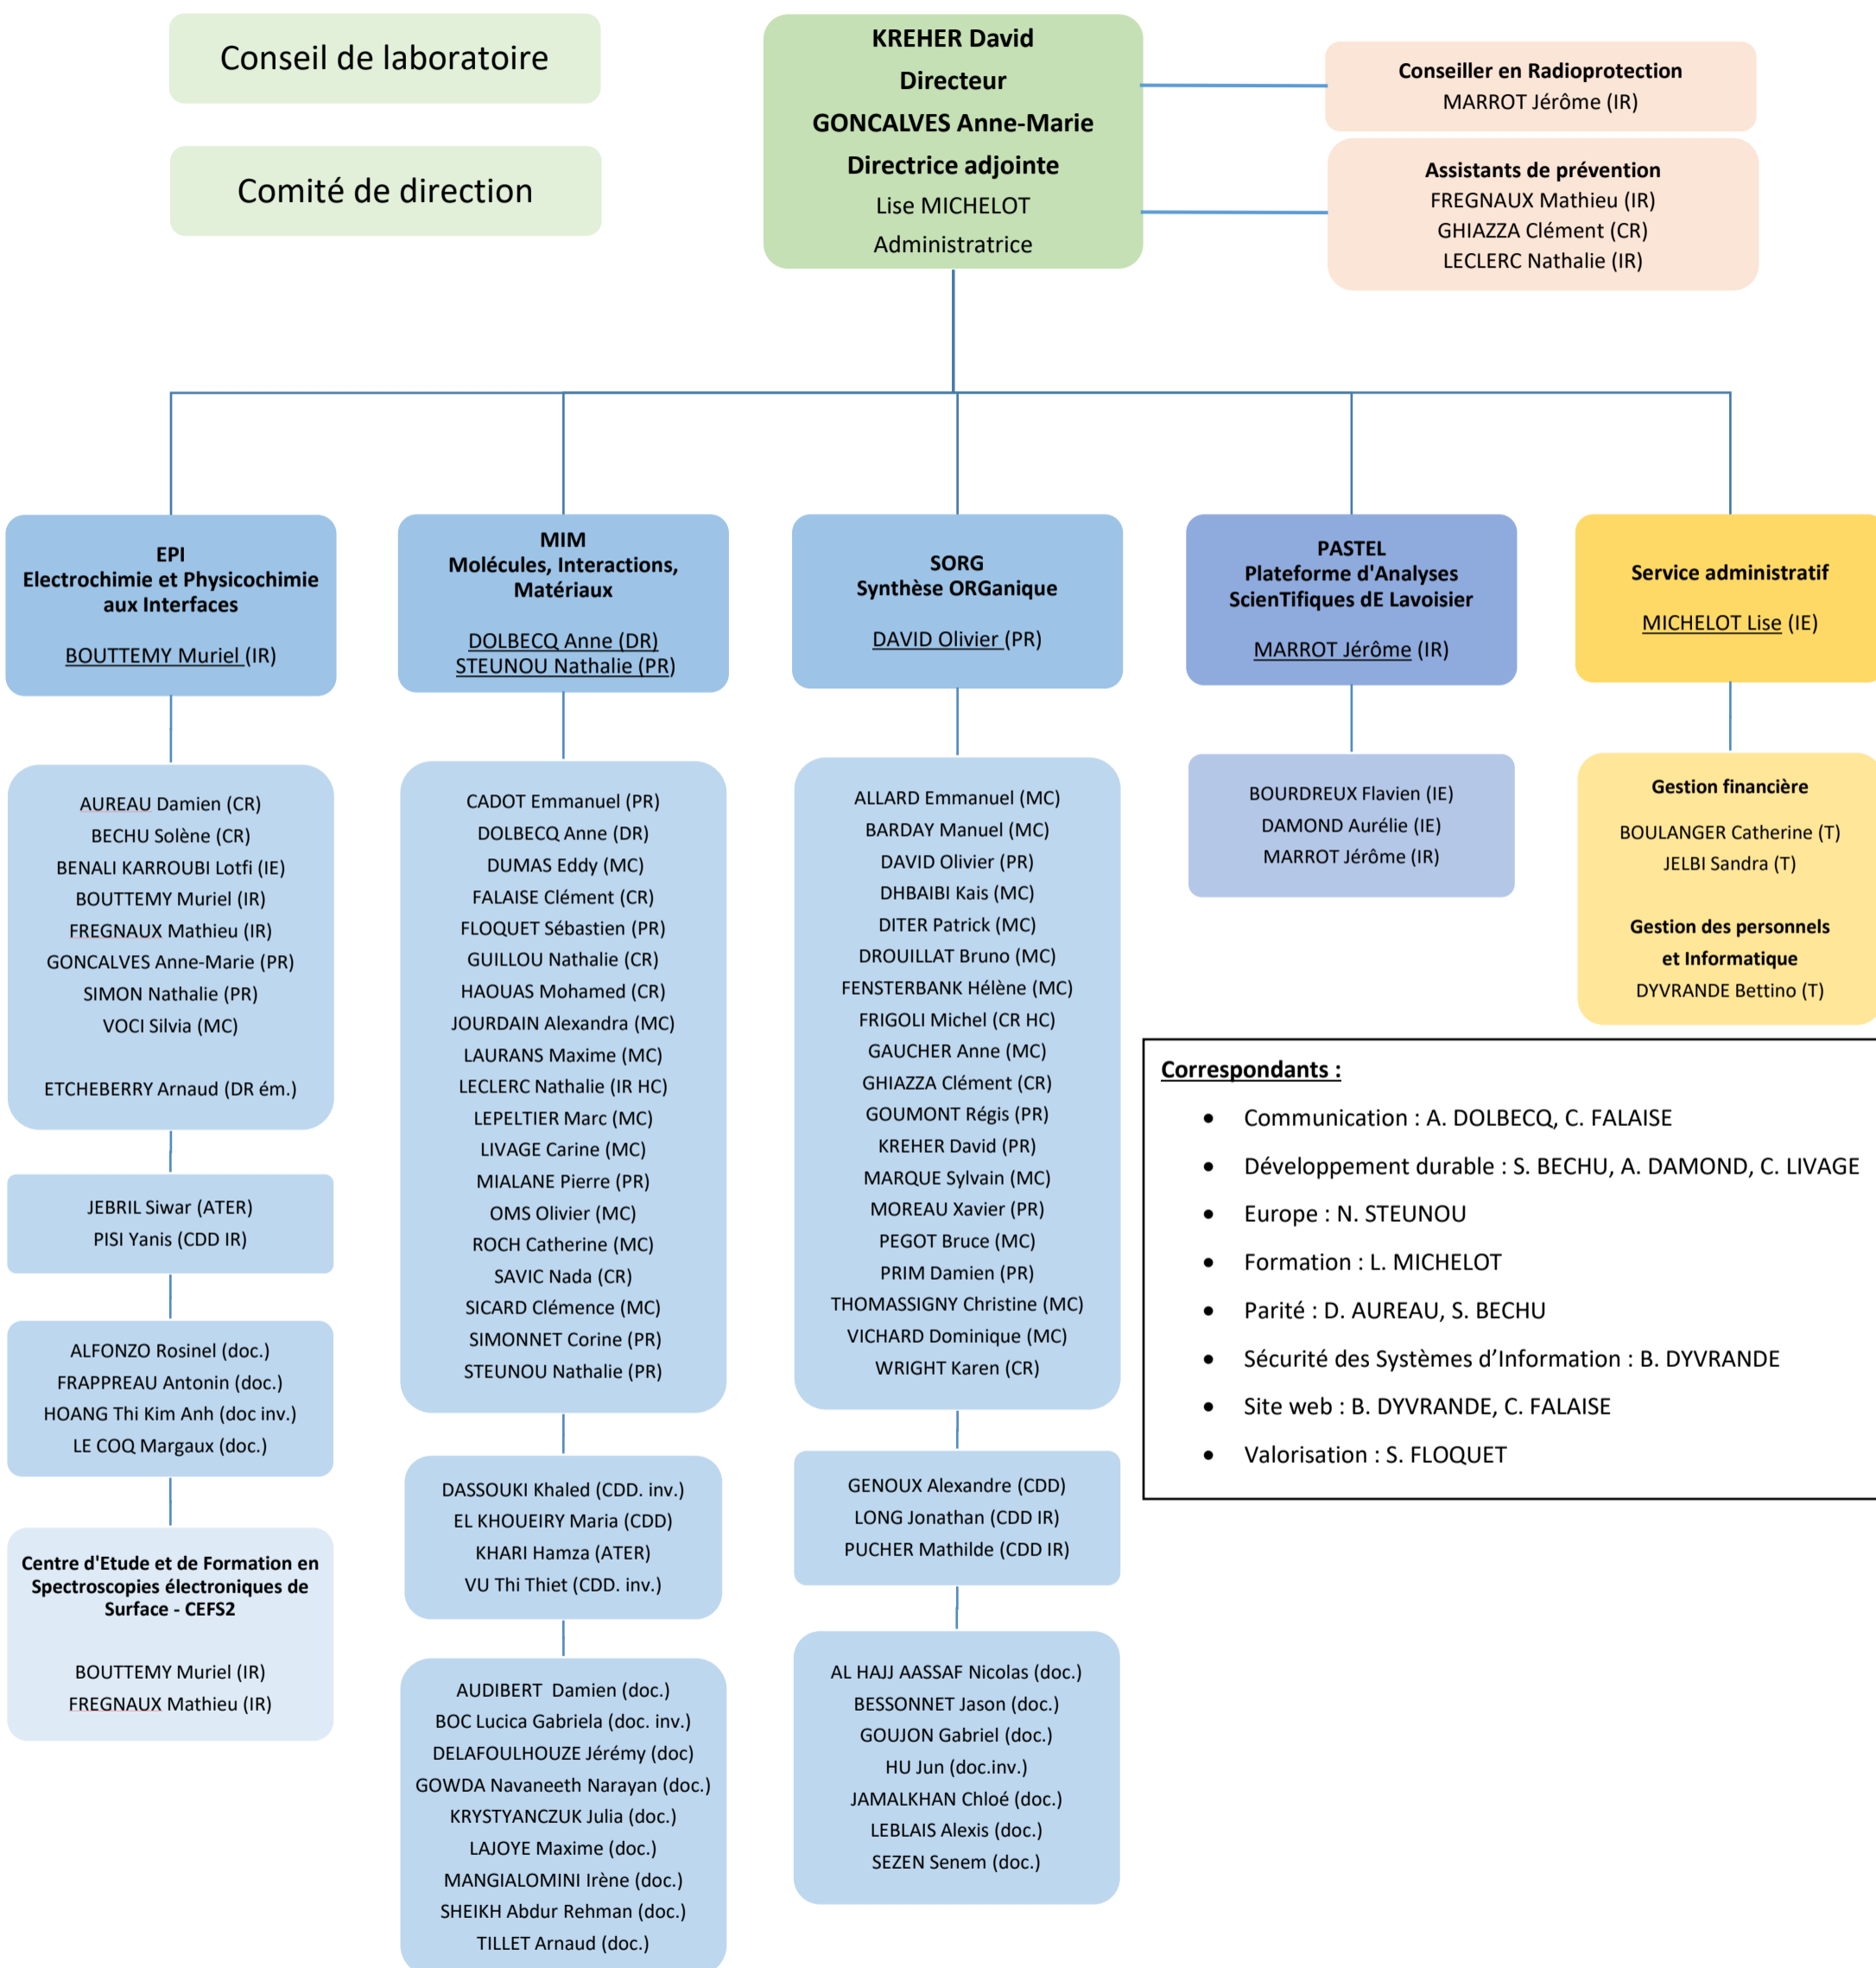 Conseil de laboratoire
Comité de direction
KREHER David
Directeur
GONCALVES Anne-Marie
Directrice adjointe
Lise MICHELOT
Administratrice
Conseiller en Radioprotection
MARROT Jérôme (IR)
Assistants de prévention
FREGNAUX Mathieu (IR)
GHIAZZA Clément (CR)
LECLERC Nathalie (IR)
EPI
Electrochimie et Physicochimie
aux Interfaces
BOUTTEMY Muriel (IR)
AUREAU Damien (CR)
BECHU Solène (CR)
BENALI KARROUBI Lotfi (IE)
BOUTTEMY Muriel (IR)
FREGNAUX Mathieu (IR)
GONCALVES Anne-Marie (PR)
SIMON Nathalie (PR)
VOCI Silvia (MC)
ETCHEBERRY Arnaud (DR ém.)
JEBRIL Siwar (ATER)
PISI Yanis (CDD IR)
ALFONZO Rosinel (doc.)
FRAPPREAU Antonin (doc.)
HOANG Thi Kim Anh (doc inv.)
LE COQ Margaux (doc.)
Centre d'Etude et de Formation en
Spectroscopies électroniques de
Surface - CEFS2
BOUTTEMY Muriel (IR)
FREGNAUX Mathieu (IR)
MIM
Molécules, Interactions,
Matériaux
DOLBECQ Anne (DR)
STEUNOU Nathalie (PR)
CADOT Emmanuel (PR)
DOLBECQ Anne (DR)
DUMAS Eddy (MC)
FALAISE Clément (CR)
FLOQUET Sébastien (PR)
GUILLOU Nathalie (CR)
HAOUAS Mohamed (CR)
JOURDAIN Alexandra (MC)
LAURANS Maxime (MC)
LECLERC Nathalie (IR HC)
LEPELTIER Marc (MC)
LIVAGE Carine (MC)
MIALANE Pierre (PR)
OMS Olivier (MC)
ROCH Catherine (MC)
SAVIC Nada (CR)
SICARD Clémence (MC)
SIMONNET Corine (PR)
STEUNOU Nathalie (PR)
DASSOUKI Khaled (CDD. inv.)
EL KHOUEIRY Maria (CDD)
KHARI Hamza (ATER)
VU Thi Thiet (CDD. inv.)
AUDIBERT  Damien (doc.)
BOC Lucica Gabriela (doc. inv.)
DELAFOULHOUZE Jérémy (doc)
GOWDA Navaneeth Narayan (doc.)
KRYSTYANCZUK Julia (doc.)
LAJOYE Maxime (doc.)
MANGIALOMINI Irène (doc.)
SHEIKH Abdur Rehman (doc.)
TILLET Arnaud (doc.)
SORG
Synthèse ORGanique
DAVID Olivier (PR)
ALLARD Emmanuel (MC)
BARDAY Manuel (MC)
DAVID Olivier (PR)
DHBAIBI Kais (MC)
DITER Patrick (MC)
DROUILLAT Bruno (MC)
FENSTERBANK Hélène (MC)
FRIGOLI Michel (CR HC)
GAUCHER Anne (MC)
GHIAZZA Clément (CR)
GOUMONT Régis (PR)
KREHER David (PR)
MARQUE Sylvain (MC)
MOREAU Xavier (PR)
PEGOT Bruce (MC)
PRIM Damien (PR)
THOMASSIGNY Christine (MC)
VICHARD Dominique (MC)
WRIGHT Karen (CR)
GENOUX Alexandre (CDD)
LONG Jonathan (CDD IR)
PUCHER Mathilde (CDD IR)
AL HAJJ AASSAF Nicolas (doc.)
BESSONNET Jason (doc.)
GOUJON Gabriel (doc.)
HU Jun (doc.inv.)
JAMALKHAN Chloé (doc.)
LEBLAIS Alexis (doc.)
SEZEN Senem (doc.)
PASTEL
Plateforme d'Analyses
ScienTifiques dE Lavoisier
MARROT Jérôme (IR)
BOURDREUX Flavien (IE)
DAMOND Aurélie (IE)
MARROT Jérôme (IR)
Service administratif
MICHELOT Lise (IE)
Gestion financière
BOULANGER Catherine (T)
JELBI Sandra (T)
Gestion des personnels
et Informatique
DYVRANDE Bettino (T)
Correspondants :
• Communication : A. DOLBECQ, C. FALAISE
• Développement durable : S. BECHU, A. DAMOND, C. LIVAGE
• Europe : N. STEUNOU
• Formation : L. MICHELOT
• Parité : D. AUREAU, S. BECHU
• Sécurité des Systèmes d’Information : B. DYVRANDE
• Site web : B. DYVRANDE, C. FALAISE
• Valorisation : S. FLOQUET